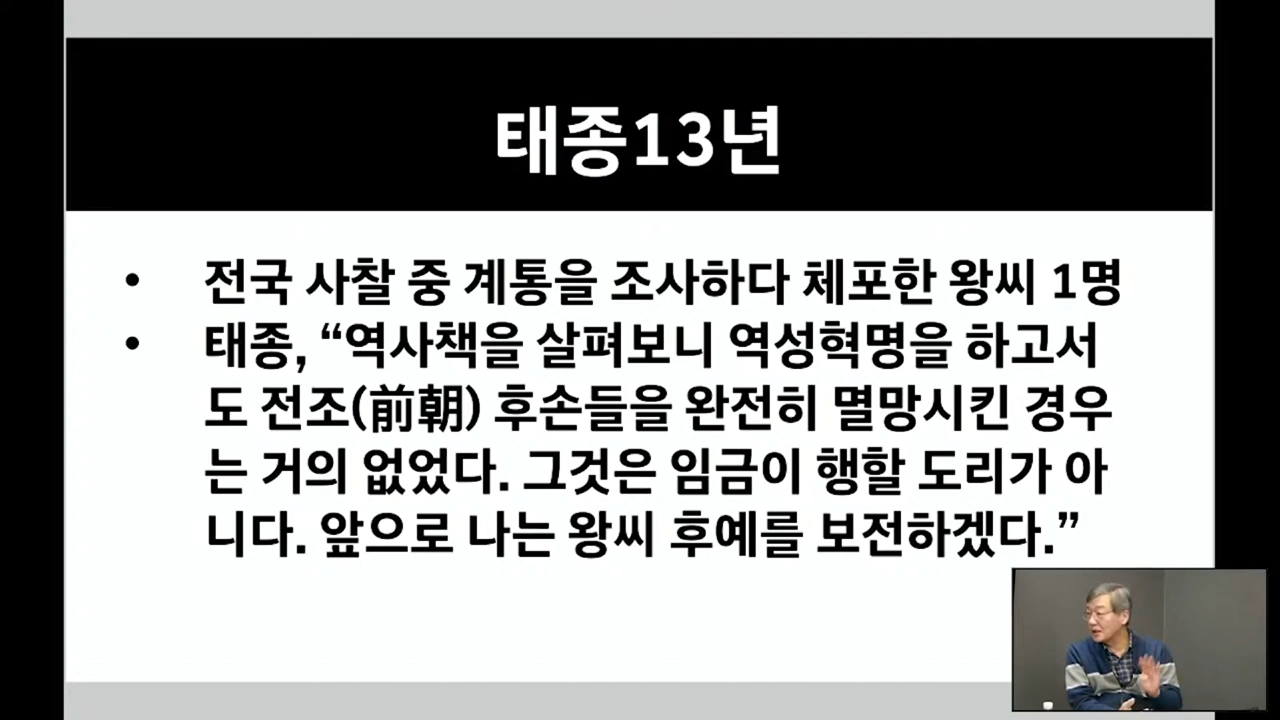 태종13년
• 전국 사찰 중 계통을 조사하다 체포한 왕씨 1명
• 태종, “역사책을 살펴보니 역성혁명을 하고서
도 전조(前朝) 후손들을 완전히 멸망시킨 경우
는 거의 없었다. 그것은 임금이 행할 도리가 아
니다. 앞으로 나는 왕씨 후예를 보전하겠다.”